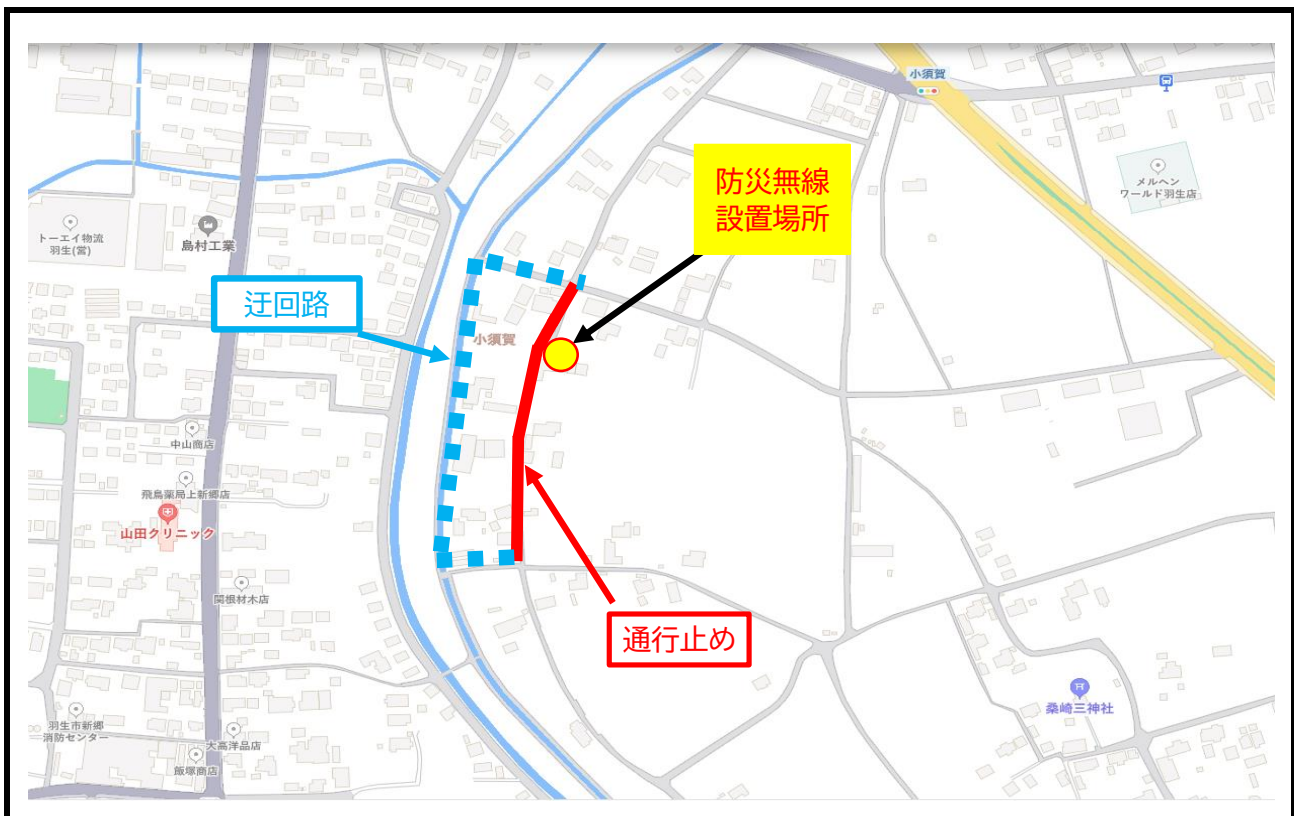 小須賀
防災無線
設置場所
メルヘン
ワールド羽生店
トーエイ物流
羽生(営)
島村工業
迂回路
小須賀
中山商店
飛鳥薬局上新郷店
山田クリニック
関根材木店
通行止め
桑崎三神社
羽生市新郷
消防センター
大高洋品店
飯塚商店